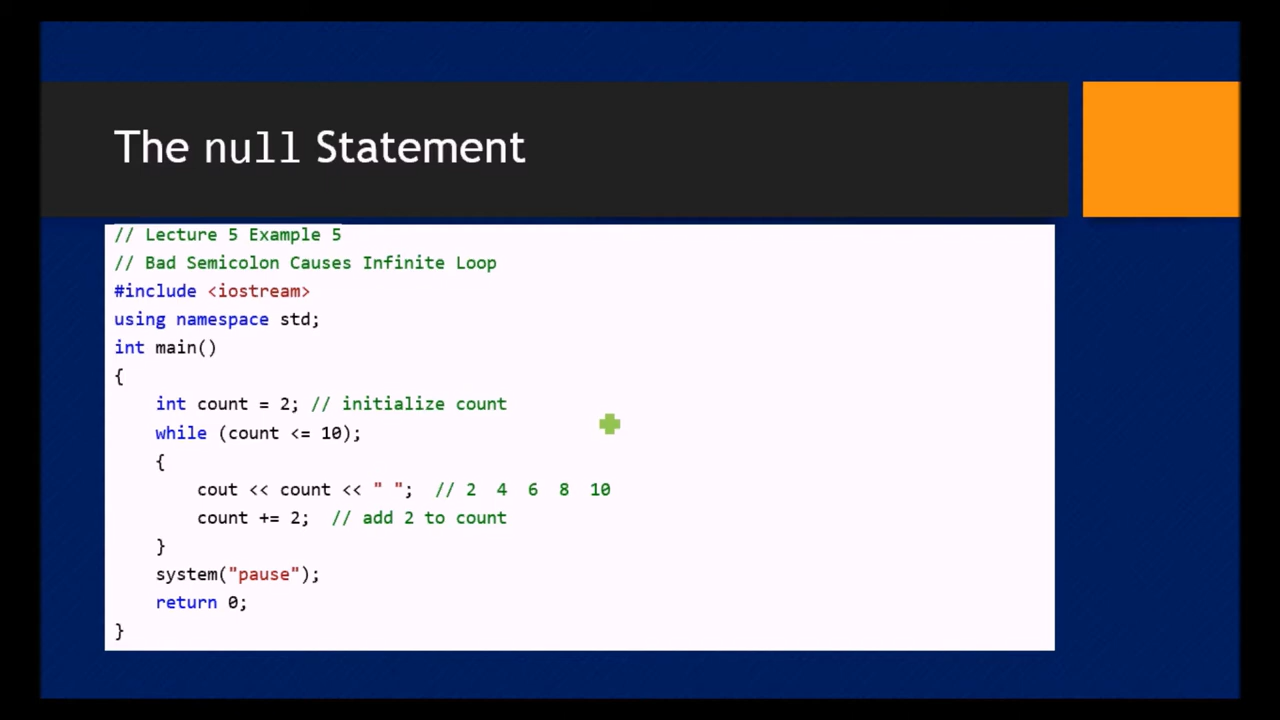 The null Statement
// Lecture 5 Example 5
// Bad Semicolon Causes Infinite Loop
#include <iostream>
using namespace std;
int main()
{
    int count = 2; // initialize count
    while (count <= 10);
    {
        cout << count << " ";  // 2  4  6  8  10
        count += 2;  // add 2 to count
    }
    system("pause");
    return 0;
}